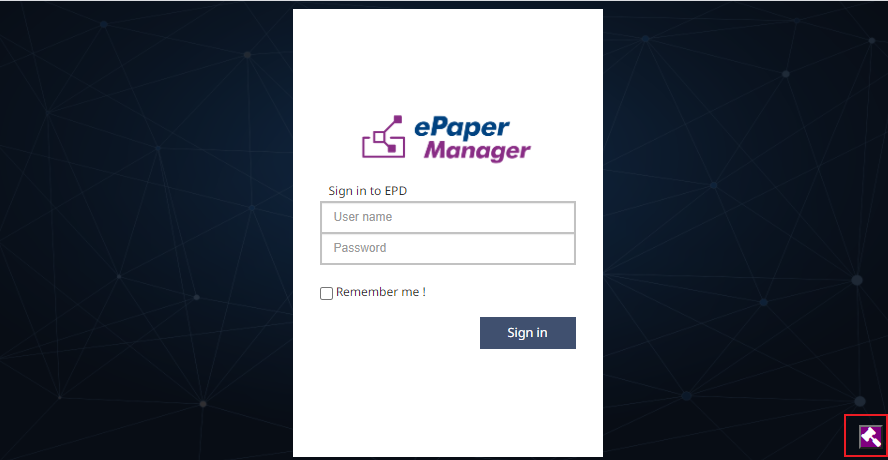 ePaper
Manager
Sign in to EPD
User name
Password
Remember me !
Sign in